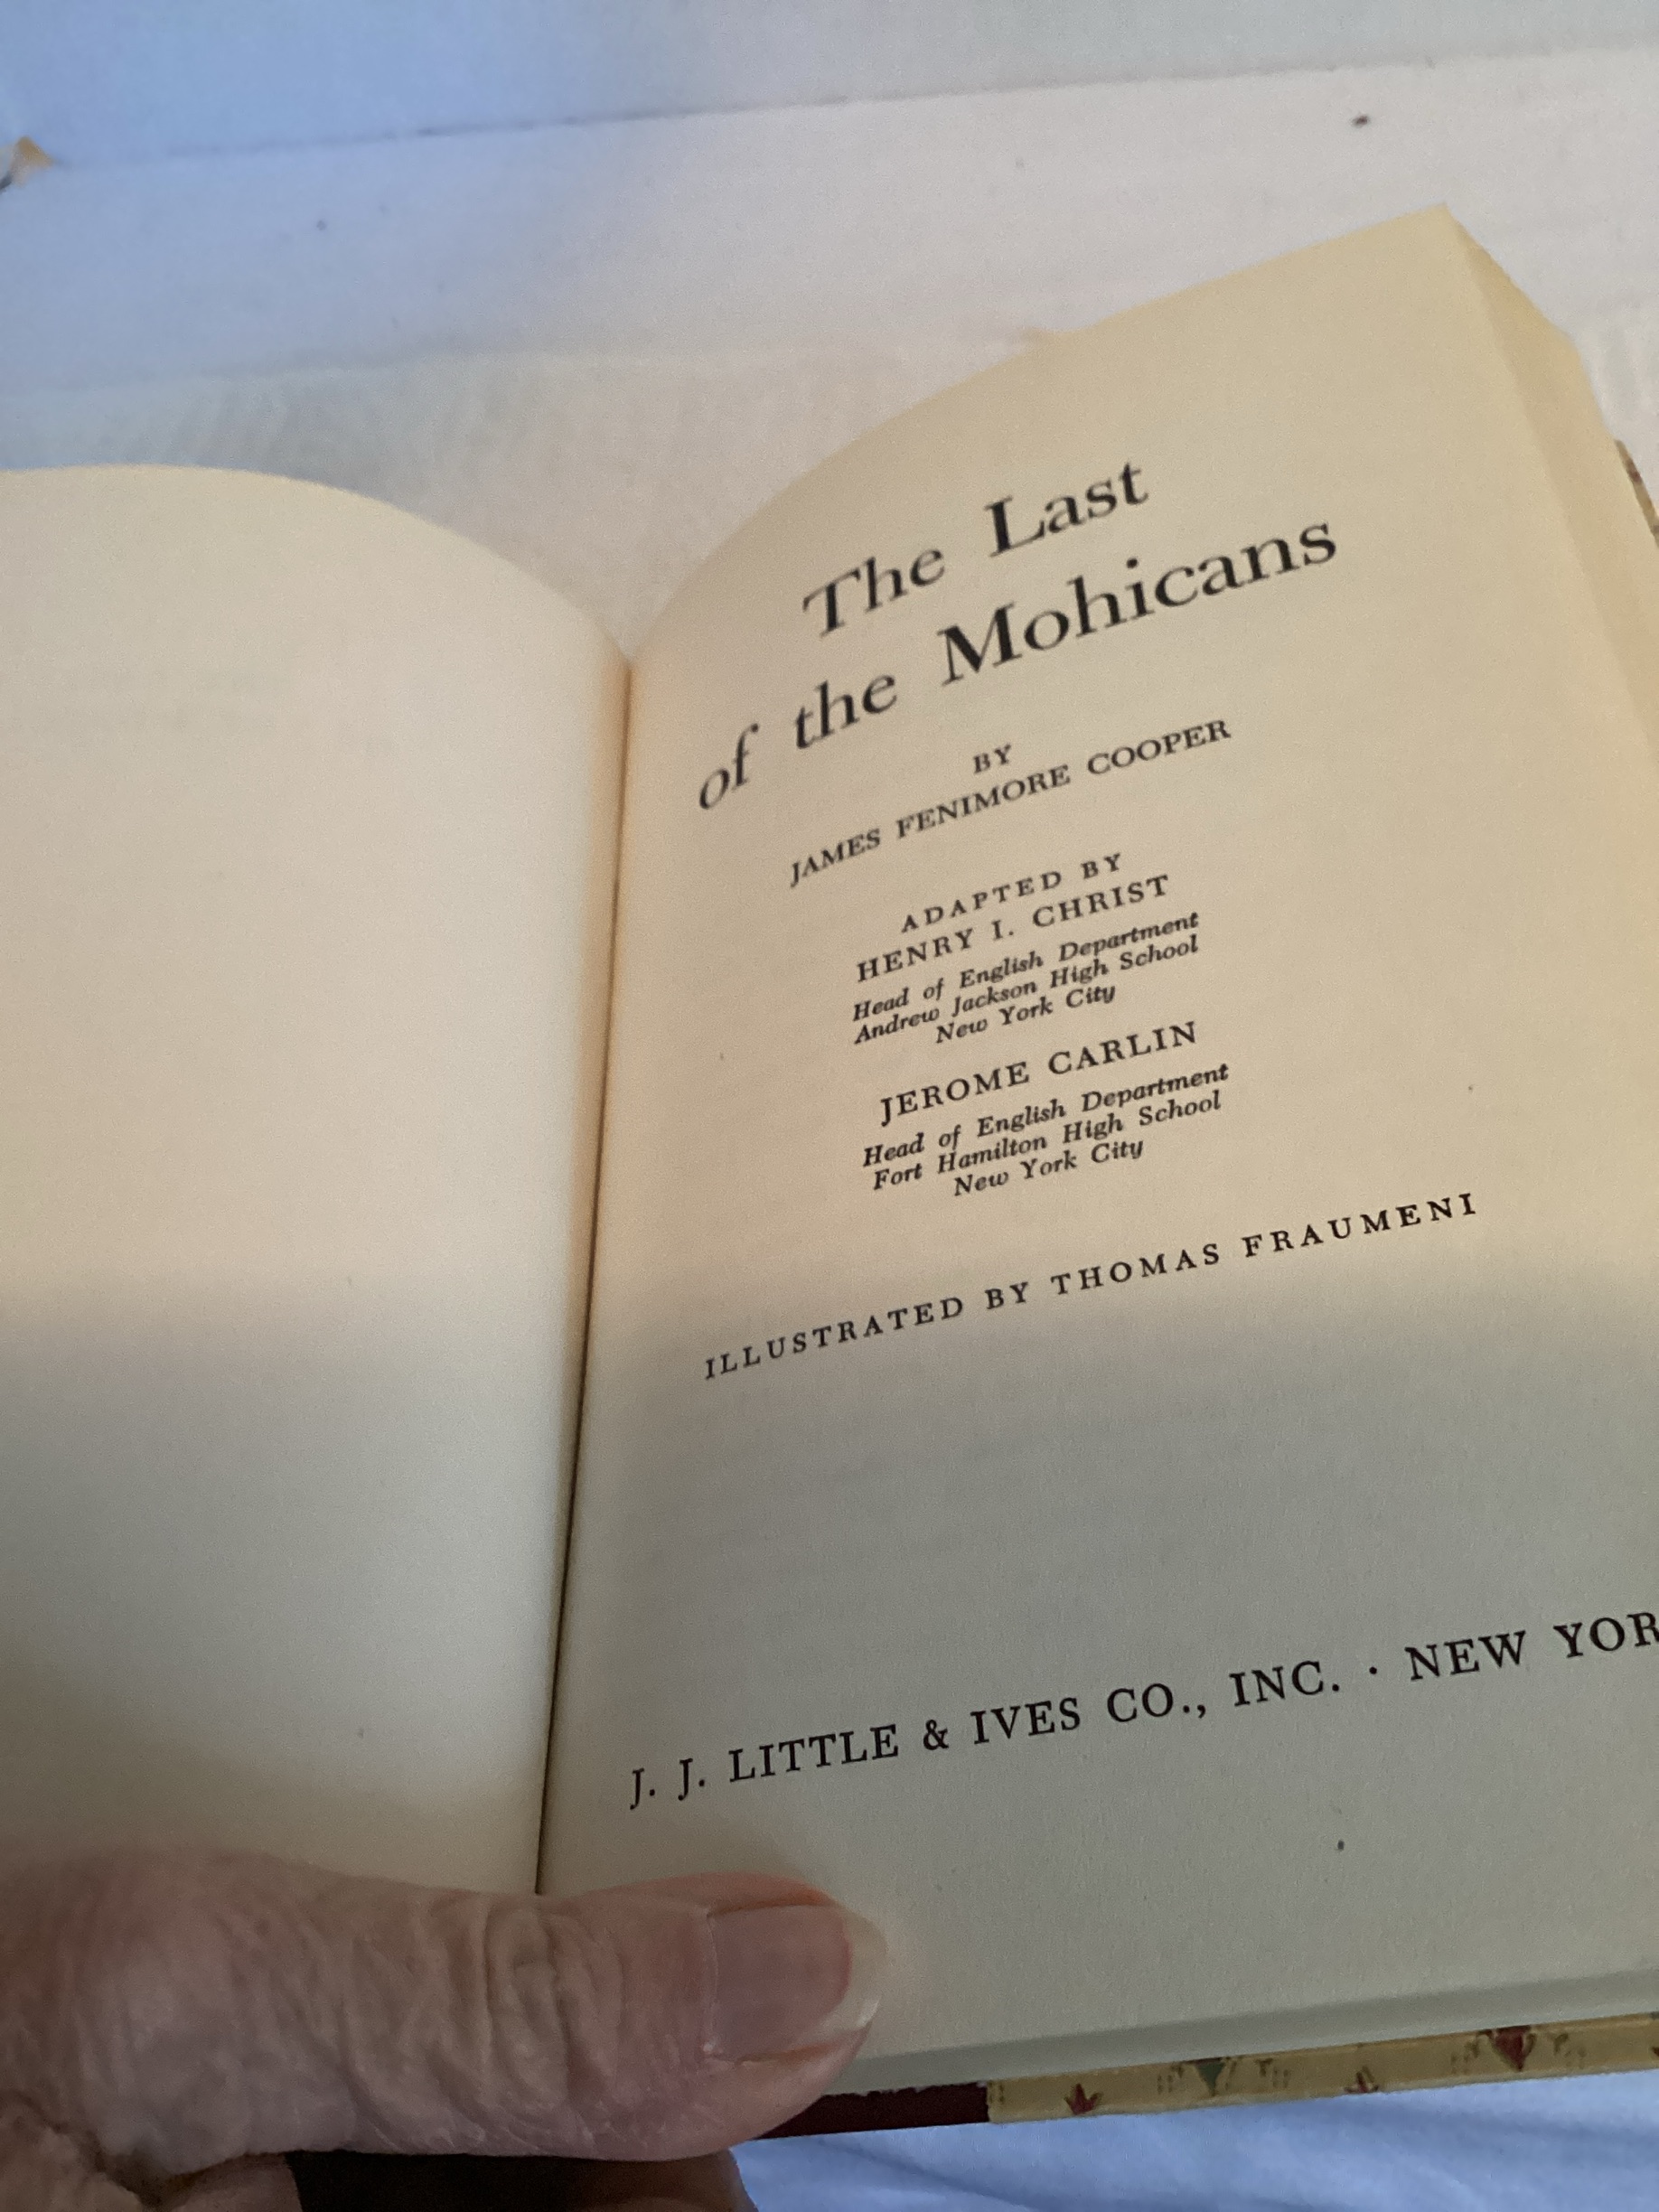 The Last
of the Mohicans
BY
JAMES FENIMORE COOPER
ADAPTED BY
HENRY I. CHRIST
Head of English Department
Andrew Jackson High School
New York City
JEROME CARLIN
Head of English Department
Fort Hamilton High School
New York City
ILLUSTRATED BY THOMAS FRAUMENI
J. J. LITTLE & IVES CO., INC. · NEW YOR